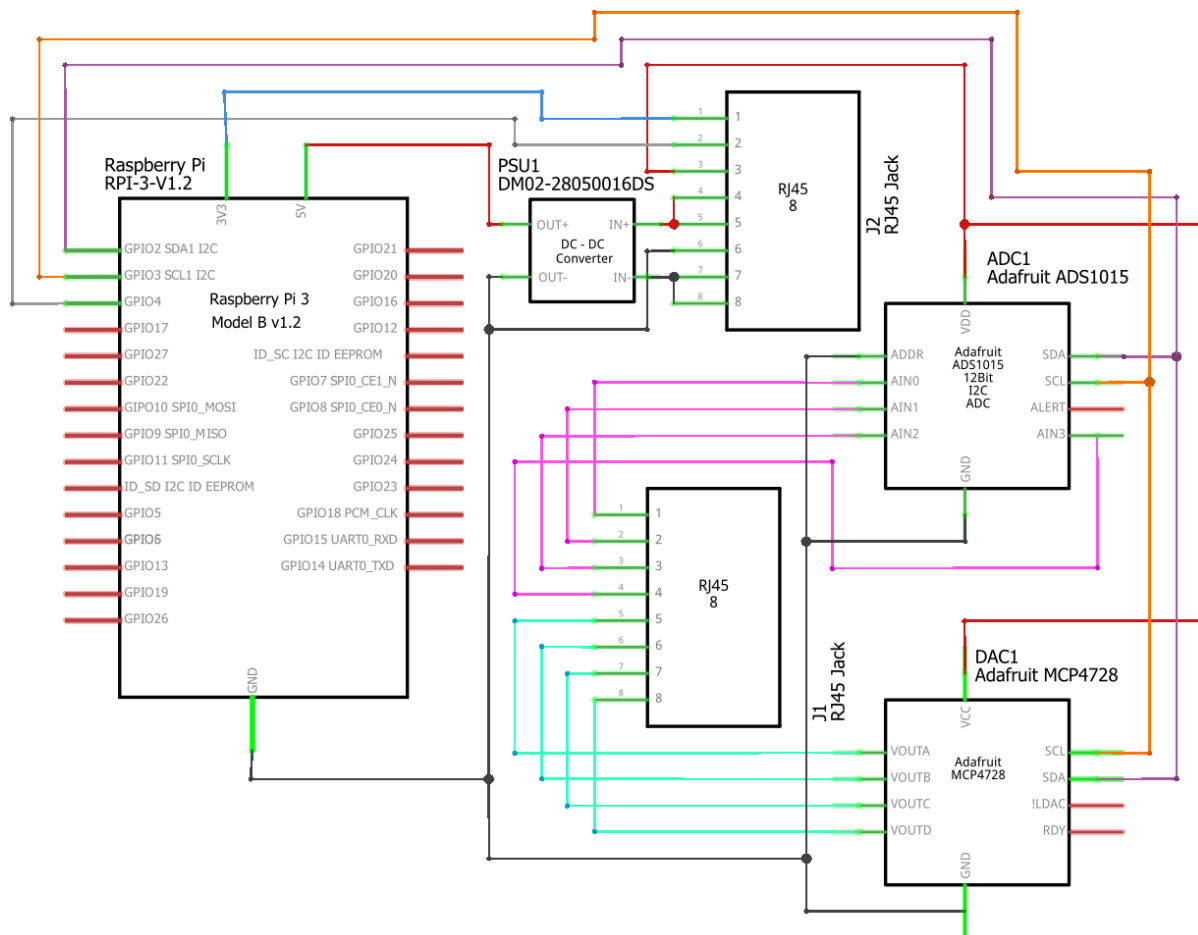 Raspberry Pi
RPI-3-V1.2
3V3
5V
GPIO2 SDA1 I2C
GPIO3 SCL1 I2C
GPIO4
GPIO17
GPIO27
GPIO22
GIPO10 SPI0_MOSI
GPIO9 SPI0_MISO
GPIO11 SPI0_SCLK
ID_SD I2C ID EEPROM
GPIO5
GPIO6
GPIO13
GPIO19
GPIO26
Raspberry Pi 3
Model B v1.2
GPIO21
GPIO20
GPIO16
GPIO12
ID_SC I2C ID EEPROM
GPIO7 SPI0_CE1_N
GPIO8 SPI0_CE0_N
GPIO25
GPIO24
GPIO23
GPIO18 PCM_CLK
GPIO15 UART0_RXD
GPIO14 UART0_TXD
GND
PSU1
DM02-28050016DS
OUT+
IN+
DC - DC
Converter
OUT-
IN-
1 1
2 2
3 3
4 4
5 5
6 6
7 7
8 8
RJ45
8
J2
RJ45 Jack
ADC1
Adafruit ADS1015
VDD
ADDR
AIN0
AIN1
AIN2
Adafruit
ADS1015
12Bit
I2C
ADC
SDA
SCL
ALERT
AIN3
GND
1 1
2 2
3 3
4 4
5 5
6 6
7 7
8 8
RJ45
8
J1
RJ45 Jack
DAC1
Adafruit MCP4728
VCC
VOUTA
VOUTB
VOUTC
VOUTD
Adafruit
MCP4728
SCL
SDA
!LDAC
RDY
GND